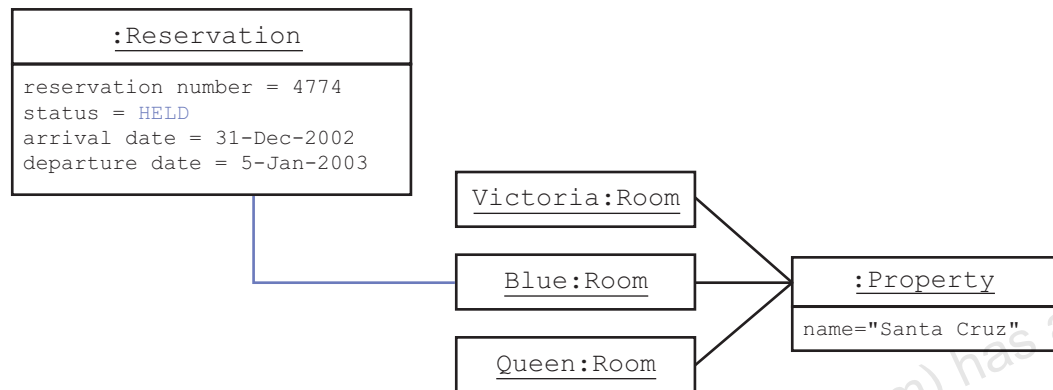 :Reservation
reservation number = 4774
status = HELD
arrival date = 31-Dec-2002
departure date = 5-Jan-2003
Victoria:Room
Blue:Room
Queen:Room
:Property
name="Santa Cruz"
m) has a